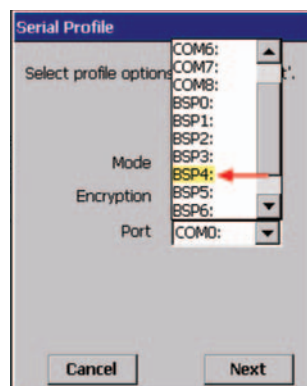 Serial Profile
COM6:
Select profile options COM7: t'.
COM8:
BSP0:
BSP1:
BSP2:
Mode BSP3:
BSP4:
Encryption BSP5:
BSP6:
Port COM0:
Cancel Next